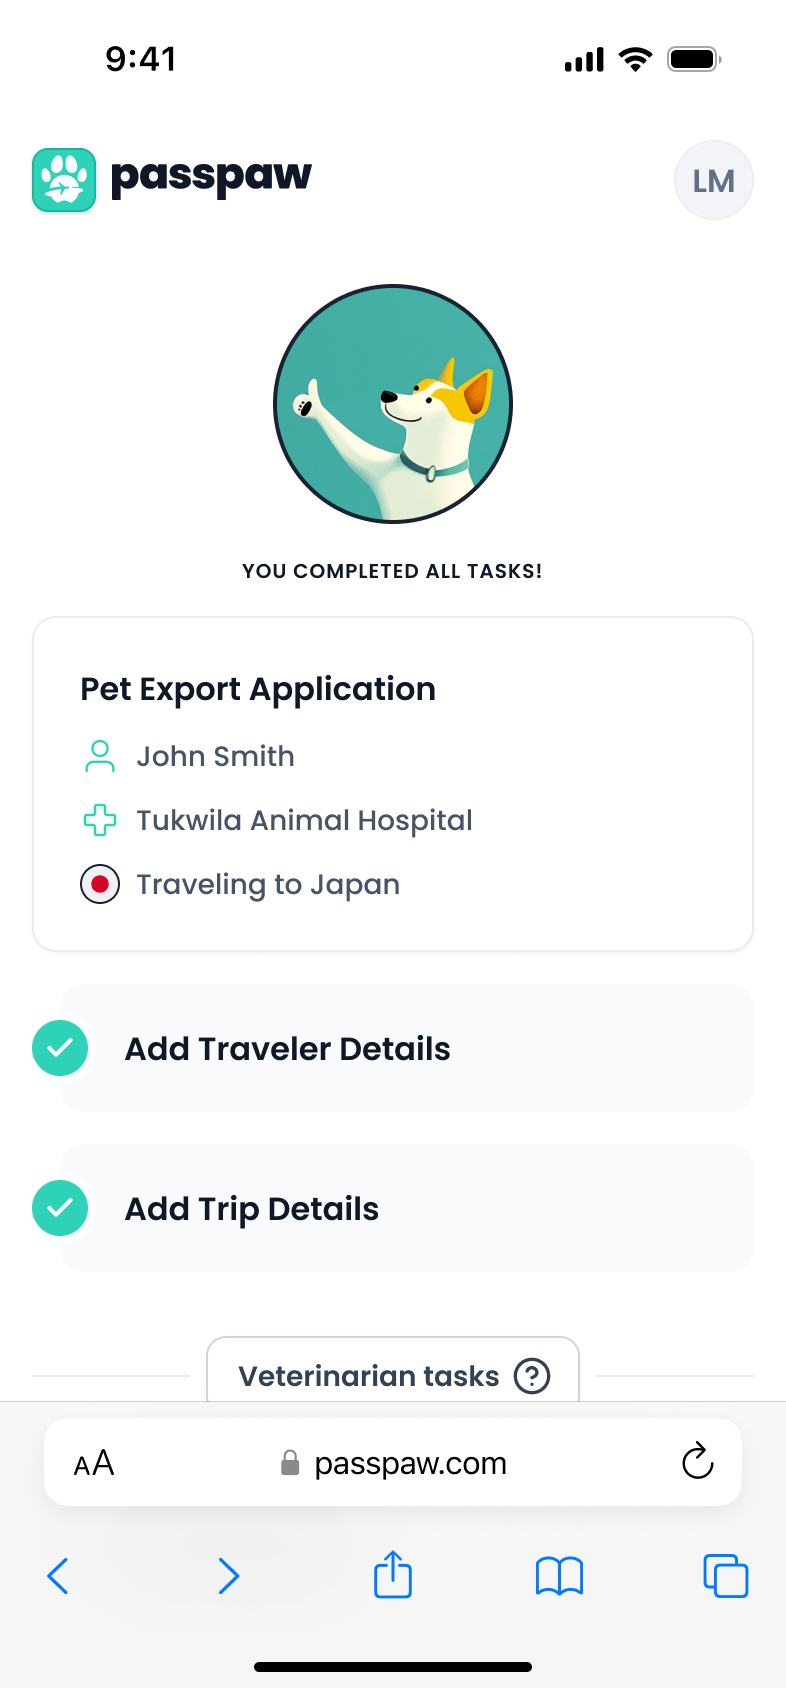 9:41
passpaw
LM
YOU COMPLETED ALL TASKS!
Pet Export Application
John Smith
Tukwila Animal Hospital
Traveling to Japan
Add Traveler Details
Add Trip Details
Veterinarian tasks ?
AA passpaw.com